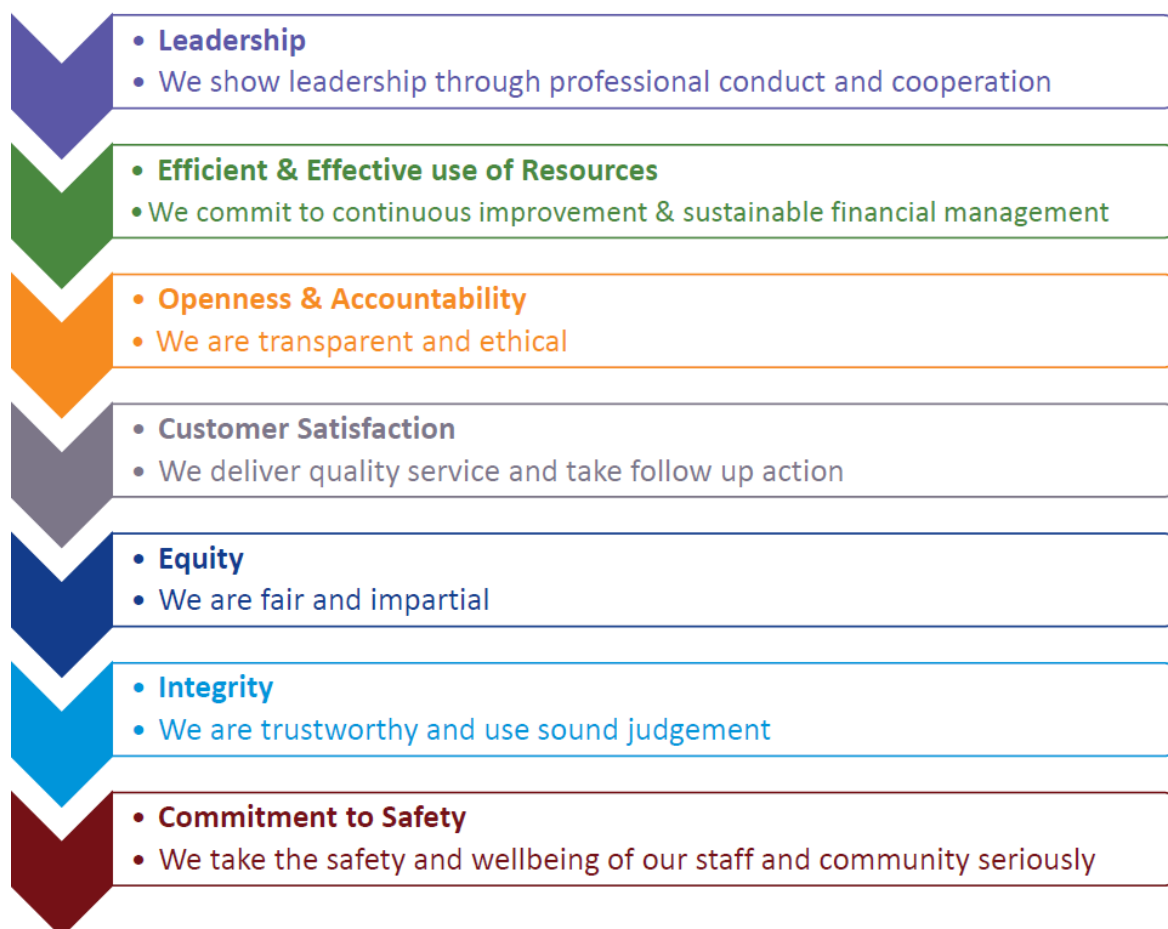 • Leadership
• We show leadership through professional conduct and cooperation
• Efficient & Effective use of Resources
• We commit to continuous improvement & sustainable financial management
• Openness & Accountability
• We are transparent and ethical
• Customer Satisfaction
• We deliver quality service and take follow up action
• Equity
• We are fair and impartial
• Integrity
• We are trustworthy and use sound judgement
• Commitment to Safety
• We take the safety and wellbeing of our staff and community seriously